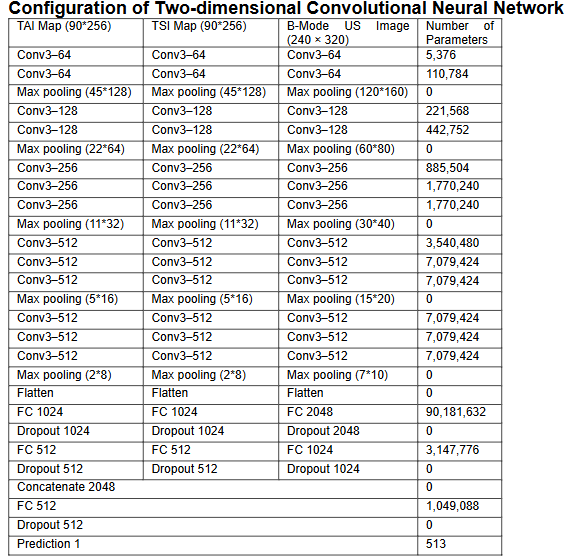 Configuration of Two-dimensional Convolutional Neural Network
TAI Map (90*256) TSI Map (90*256) B-Mode US Image (240 × 320) Number of Parameters
Conv3–64 Conv3–64 Conv3–64 5,376
Conv3–64 Conv3–64 Conv3–64 110,784
Max pooling (45*128) Max pooling (45*128) Max pooling (120*160) 0
Conv3–128 Conv3–128 Conv3–128 221,568
Conv3–128 Conv3–128 Conv3–128 442,752
Max pooling (22*64) Max pooling (22*64) Max pooling (60*80) 0
Conv3–256 Conv3–256 Conv3–256 885,504
Conv3–256 Conv3–256 Conv3–256 1,770,240
Conv3–256 Conv3–256 Conv3–256 1,770,240
Max pooling (11*32) Max pooling (11*32) Max pooling (30*40) 0
Conv3–512 Conv3–512 Conv3–512 3,540,480
Conv3–512 Conv3–512 Conv3–512 7,079,424
Conv3–512 Conv3–512 Conv3–512 7,079,424
Max pooling (5*16) Max pooling (5*16) Max pooling (15*20) 0
Conv3–512 Conv3–512 Conv3–512 7,079,424
Conv3–512 Conv3–512 Conv3–512 7,079,424
Conv3–512 Conv3–512 Conv3–512 7,079,424
Max pooling (2*8) Max pooling (2*8) Max pooling (7*10) 0
Flatten Flatten Flatten 0
FC 1024 FC 1024 FC 2048 90,181,632
Dropout 1024 Dropout 1024 Dropout 2048 0
FC 512 FC 512 FC 1024 3,147,776
Dropout 512 Dropout 512 Dropout 1024 0
Concatenate 2048 0
FC 512 1,049,088
Dropout 512 0
Prediction 1 513